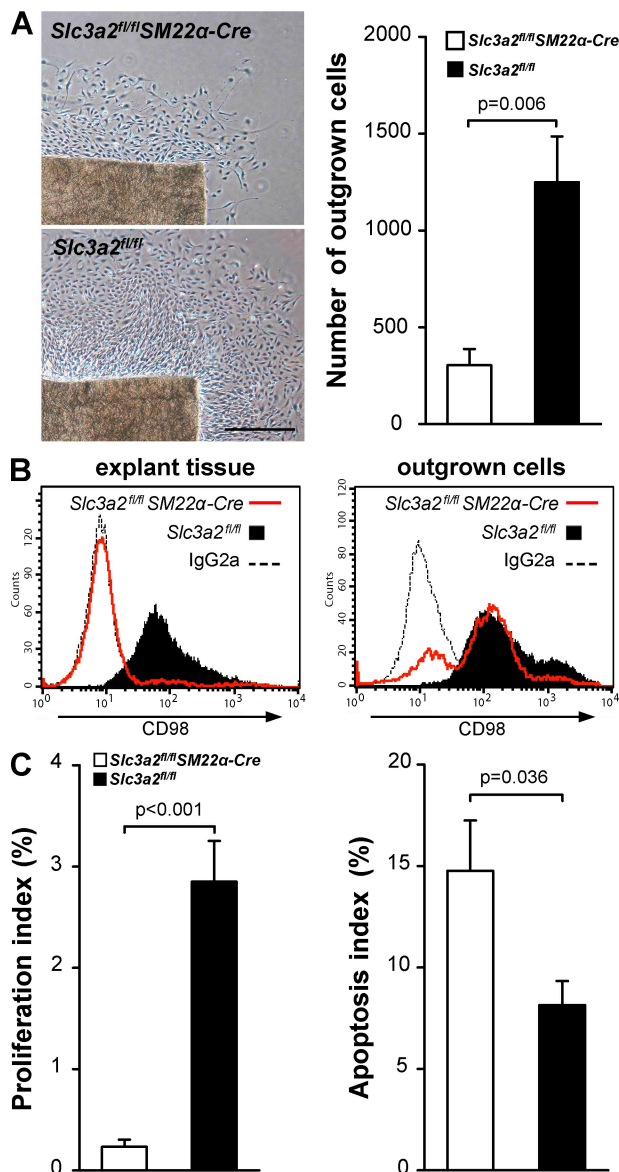 A
Slc3a2fl/flSM22α-Cre
Slc3a2fl/fl
Number of outgrown cells
2000
1500
1000
500
0
Slc3a2fl/flSM22α-Cre
Slc3a2fl/fl
p=0.006
B
explant tissue
Slc3a2fl/fl SM22α-Cre
Slc3a2fl/fl
IgG2a
Counts
120
90
60
30
0
10⁰ 10¹ 10² 10³ 10⁴
CD98
outgrown cells
Slc3a2fl/fl SM22α-Cre
Slc3a2fl/fl
IgG2a
Counts
120
100
80
60
40
20
0
10⁰ 10¹ 10² 10³ 10⁴
CD98
C
Slc3a2fl/flSM22α-Cre
Slc3a2fl/fl
Proliferation index (%)
4
3
2
1
0
p<0.001
Apoptosis index (%)
20
15
10
5
0
p=0.036